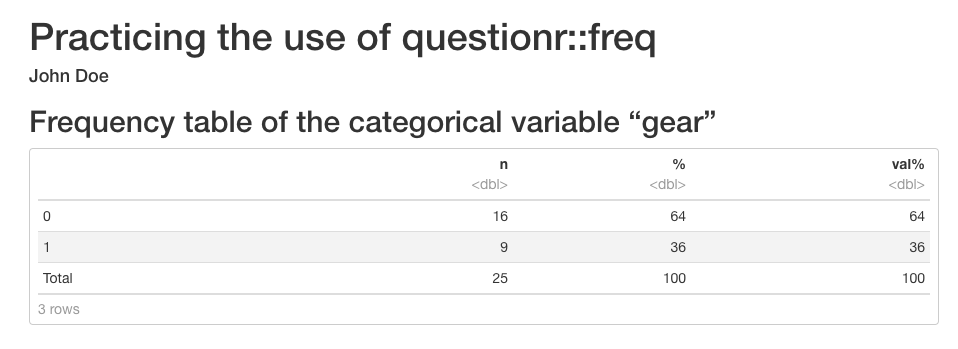 Practicing the use of questionr::freq
John Doe
Frequency table of the categorical variable “gear”
n % val%
<dbl> <dbl> <dbl>
0 16 64 64
1 9 36 36
Total 25 100 100
3 rows